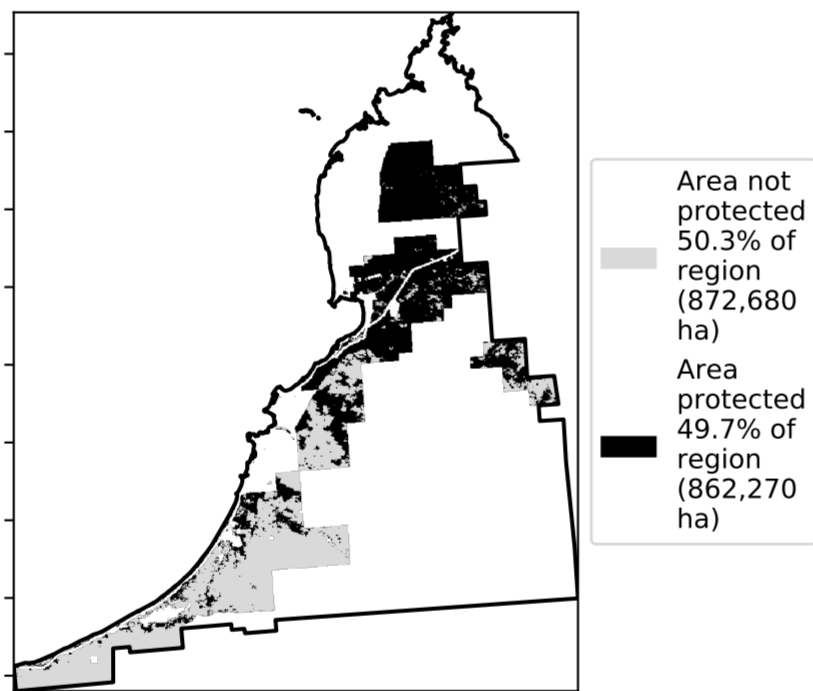 Area not
protected
50.3% of
region
(872,680
ha)
Area
protected
49.7% of
region
(862,270
ha)